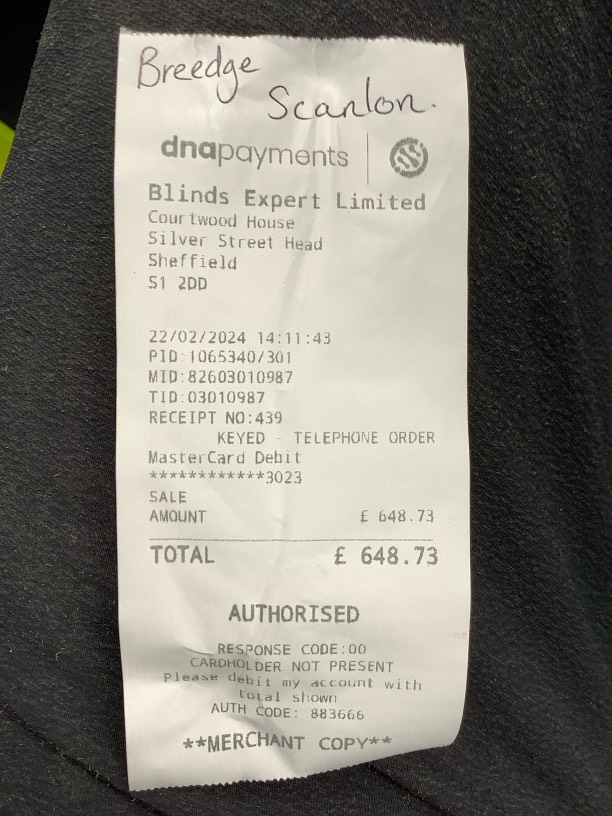 Breedge
Scanlon.
dnapayments
Blinds Expert Limited
Courtwood House
Silver Street Head
Sheffield
S1 2DD
22/02/2024 14:11:43
PID:1065340/301
MID:82603010987
TID:03010987
RECEIPT NO:439
KEYED - TELEPHONE ORDER
MasterCard Debit
************3023
SALE
AMOUNT £ 648.73
TOTAL £ 648.73
AUTHORISED
RESPONSE CODE:00
CARDHOLDER NOT PRESENT
Please debit my account with
total shown
AUTH CODE: 883666
**MERCHANT COPY**